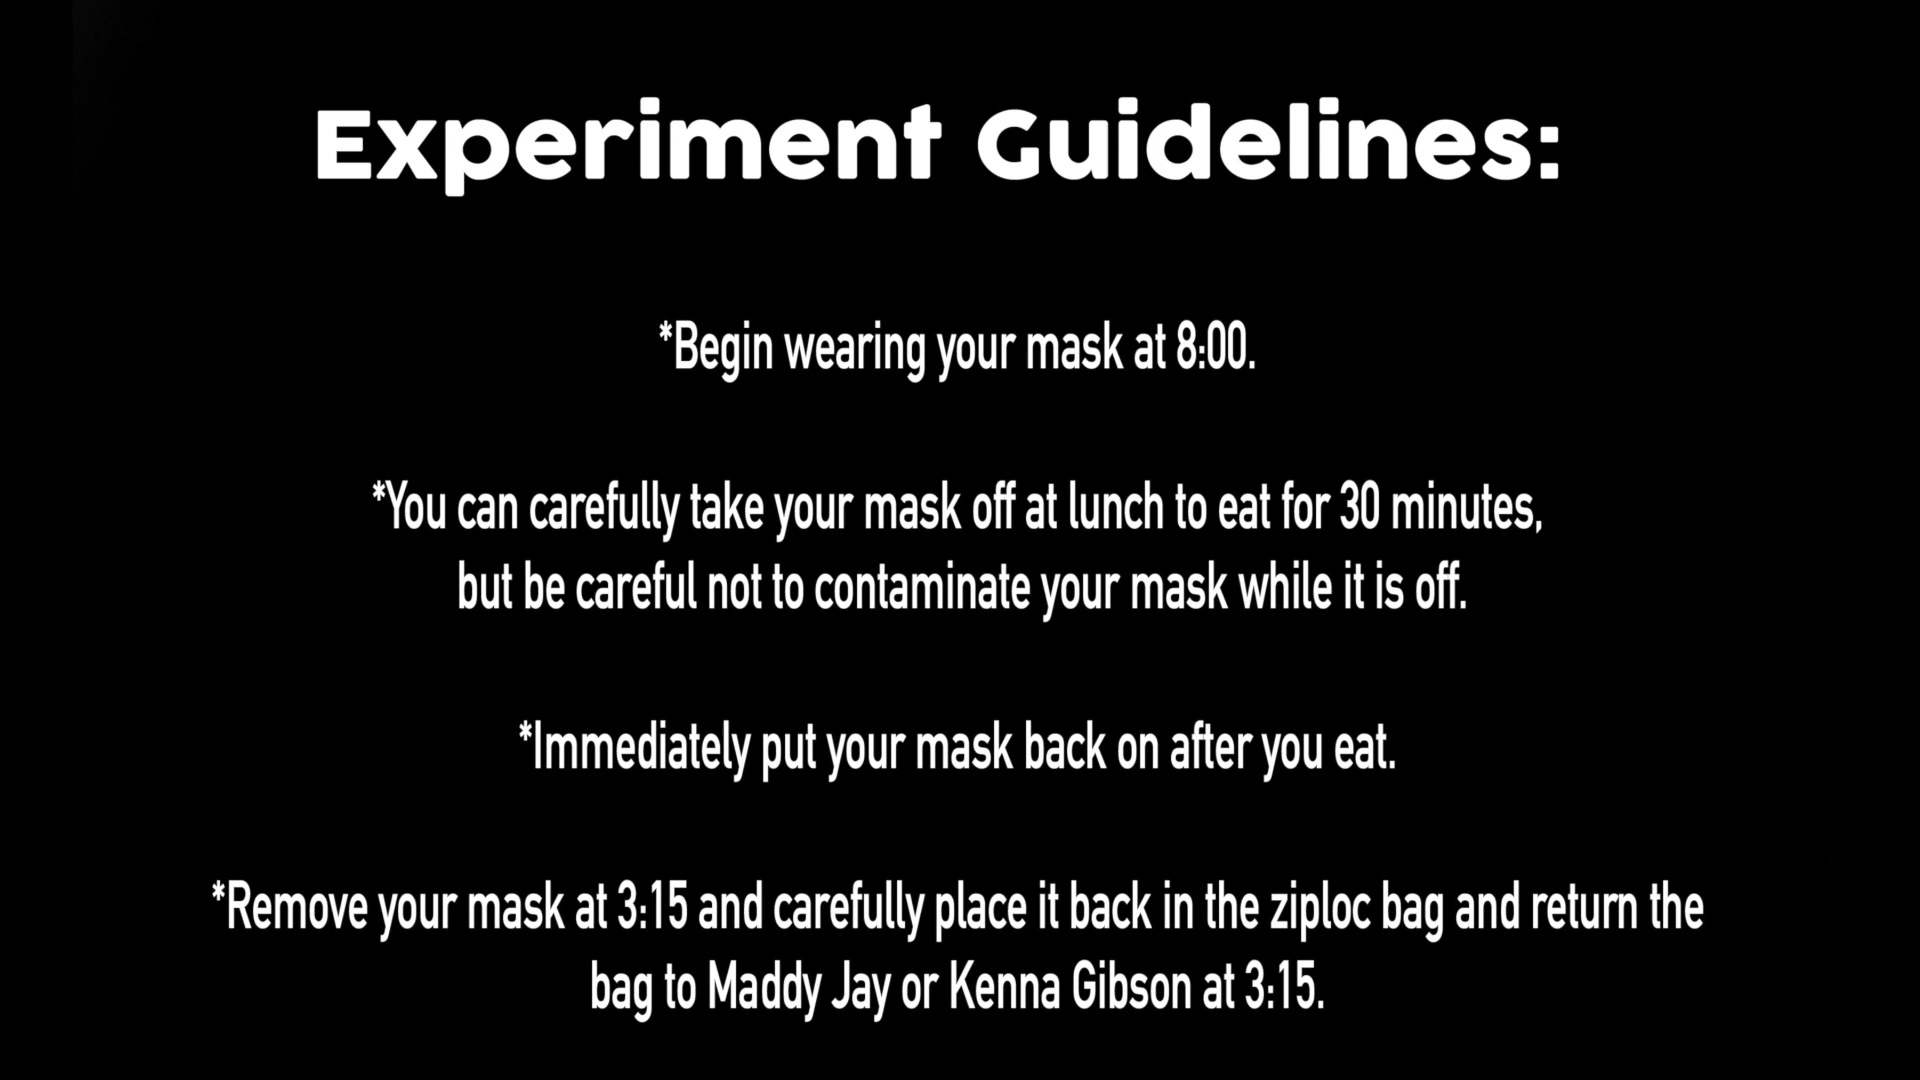 Experiment Guidelines:
*Begin wearing your mask at 8:00.
*You can carefully take your mask off at lunch to eat for 30 minutes,
but be careful not to contaminate your mask while it is off.
*Immediately put your mask back on after you eat.
*Remove your mask at 3:15 and carefully place it back in the ziploc bag and return the
bag to Maddy Jay or Kenna Gibson at 3:15.